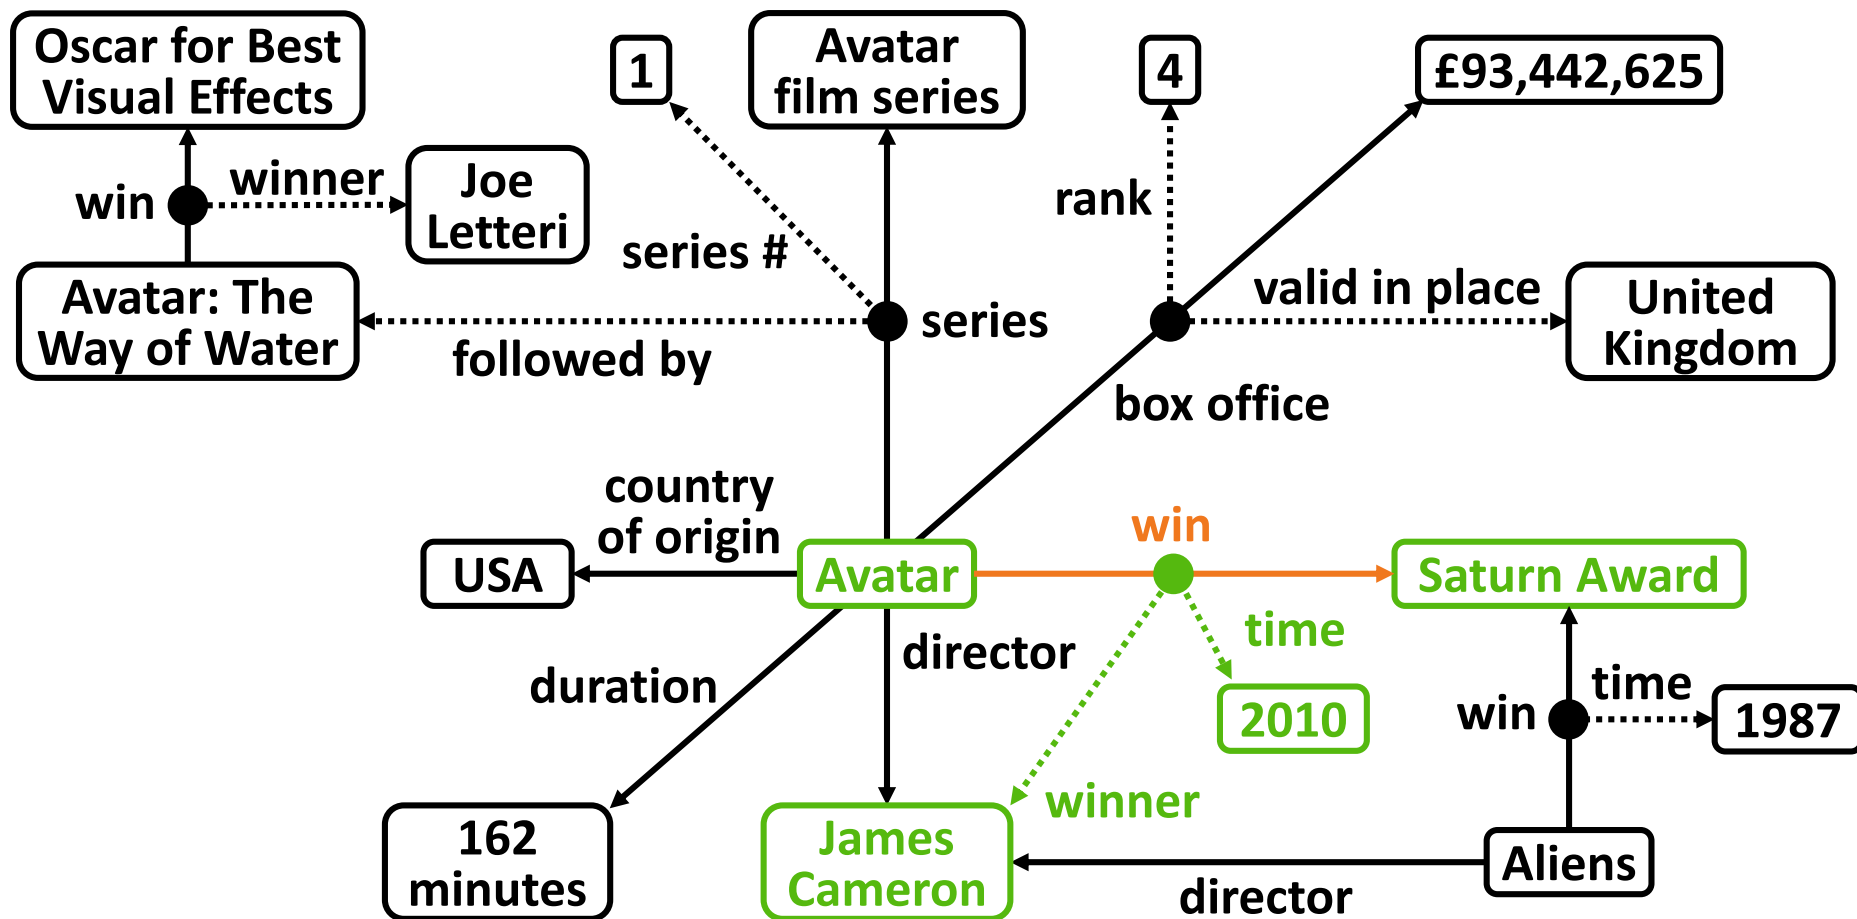 Oscar for Best
Visual Effects
1
Avatar
film series
4
£93,442,625
win
winner
Joe
Letteri
rank
series #
Avatar: The
Way of Water
followed by
series
valid in place
United
Kingdom
box office
country
of origin
USA
Avatar
win
Saturn Award
duration
director
time
2010
win
time
1987
162
minutes
James
Cameron
winner
director
Aliens